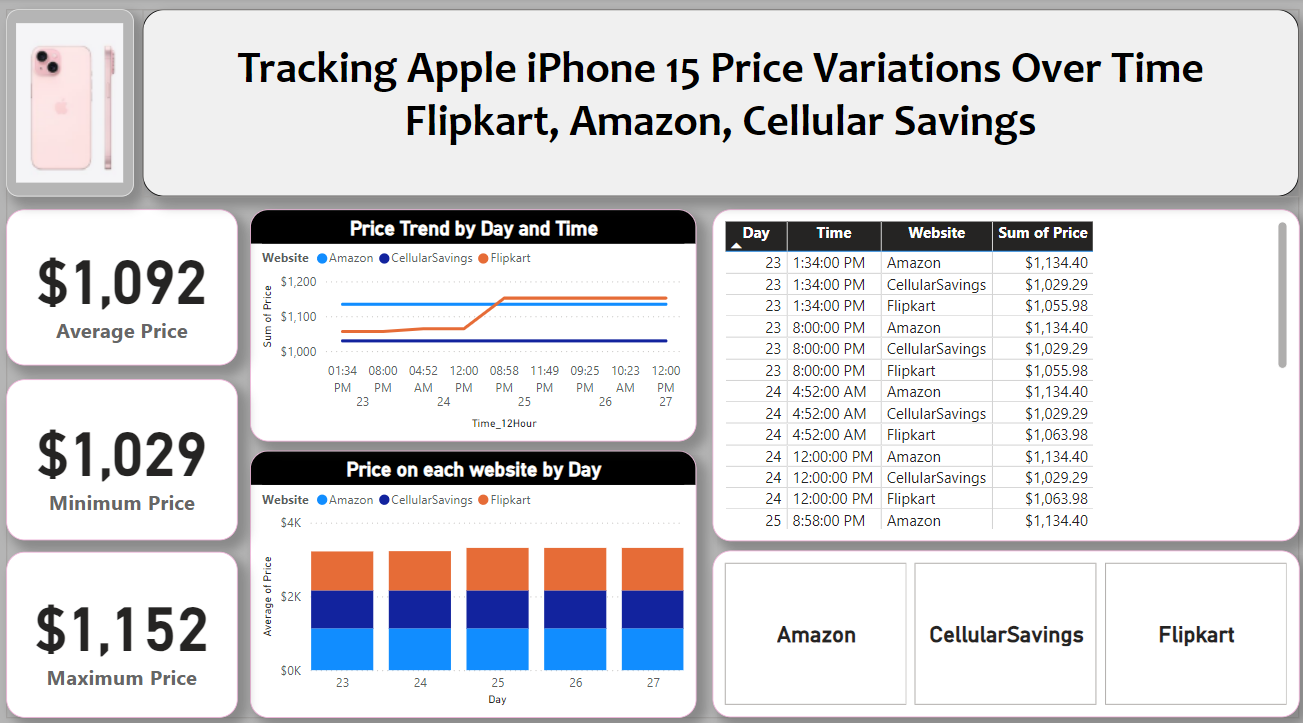 Tracking Apple iPhone 15 Price Variations Over Time
Flipkart, Amazon, Cellular Savings
$1,092
Average Price
$1,029
Minimum Price
$1,152
Maximum Price
Price Trend by Day and Time
Website Amazon CellularSavings Flipkart
Sum of Price
$1,200
$1,100
$1,000
01:34 08:00 04:52 12:00 08:58 11:49 09:25 10:23 12:00
PM PM AM PM PM PM PM AM PM
23 24 25 26 27
Time_12Hour
Price on each website by Day
Website Amazon CellularSavings Flipkart
Average of Price
$4K
$2K
$0K
23 24 25 26 27
Day
Day Time Website Sum of Price
23 1:34:00 PM Amazon $1,134.40
23 1:34:00 PM CellularSavings $1,029.29
23 1:34:00 PM Flipkart $1,055.98
23 8:00:00 PM Amazon $1,134.40
23 8:00:00 PM CellularSavings $1,029.29
23 8:00:00 PM Flipkart $1,055.98
24 4:52:00 AM Amazon $1,134.40
24 4:52:00 AM CellularSavings $1,029.29
24 4:52:00 AM Flipkart $1,063.98
24 12:00:00 PM Amazon $1,134.40
24 12:00:00 PM CellularSavings $1,029.29
24 12:00:00 PM Flipkart $1,063.98
25 8:58:00 PM Amazon $1,134.40
Amazon
CellularSavings
Flipkart